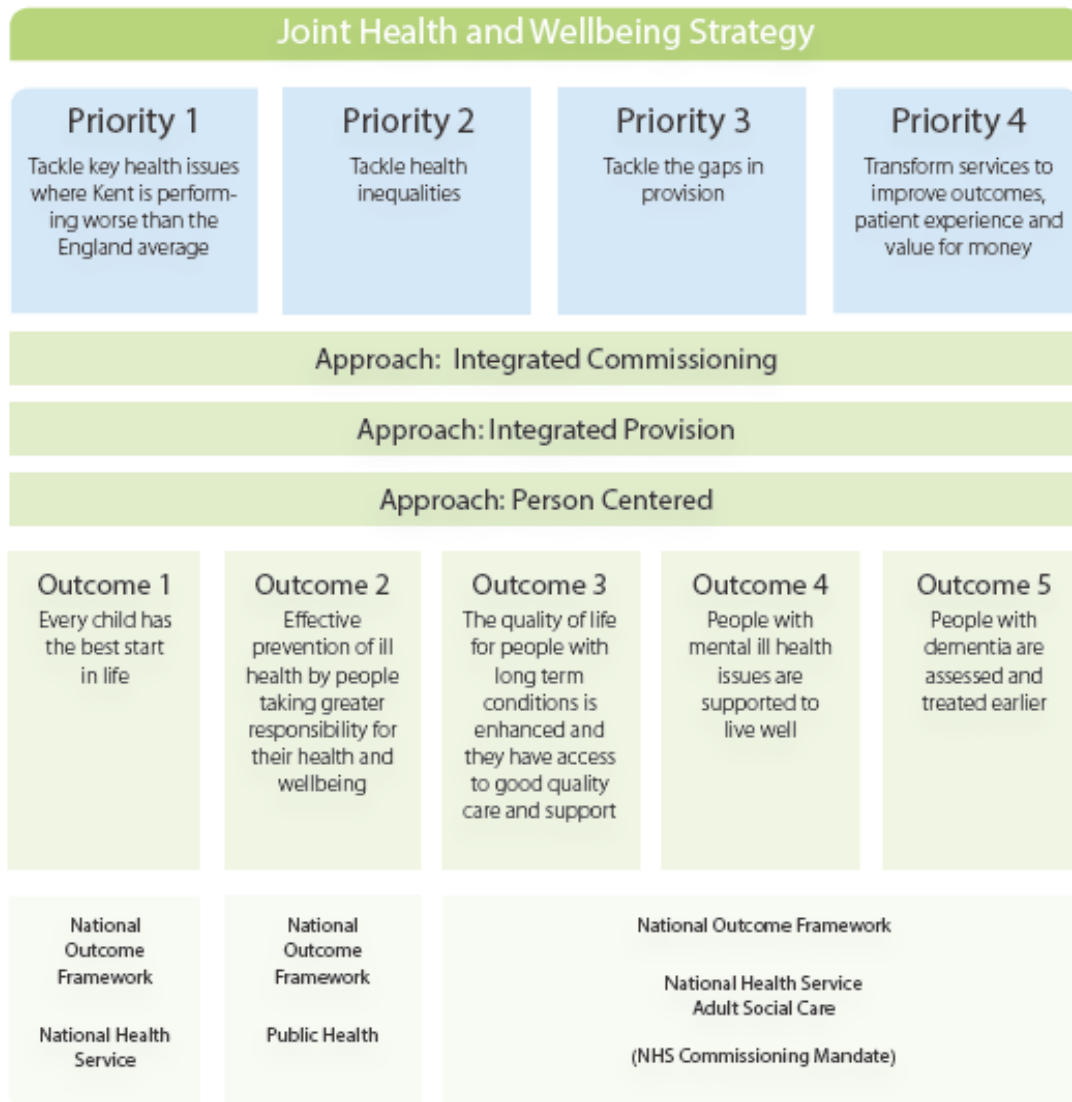 Joint Health and Wellbeing Strategy
Priority 1
Tackle key health issues
where Kent is perform-
ing worse than the
England average
Priority 2
Tackle health
inequalities
Priority 3
Tackle the gaps in
provision
Priority 4
Transform services to
improve outcomes,
patient experience and
value for money
Approach:  Integrated Commissioning
Approach: Integrated Provision
Approach: Person Centered
Outcome 1
Every child has
the best start
in life
Outcome 2
Effective
prevention of ill
health by people
taking greater
responsibility for
their health and
wellbeing
Outcome 3
The quality of life
for people with
long term
conditions is
enhanced and
they have access
to good quality
care and support
Outcome 4
People with
mental ill health
issues are
supported to
live well
Outcome 5
People with
dementia are
assessed and
treated earlier
National
Outcome
Framework
National Health
Service
National
Outcome
Framework
Public Health
National Outcome Framework
National Health Service
Adult Social Care
(NHS Commissioning Mandate)